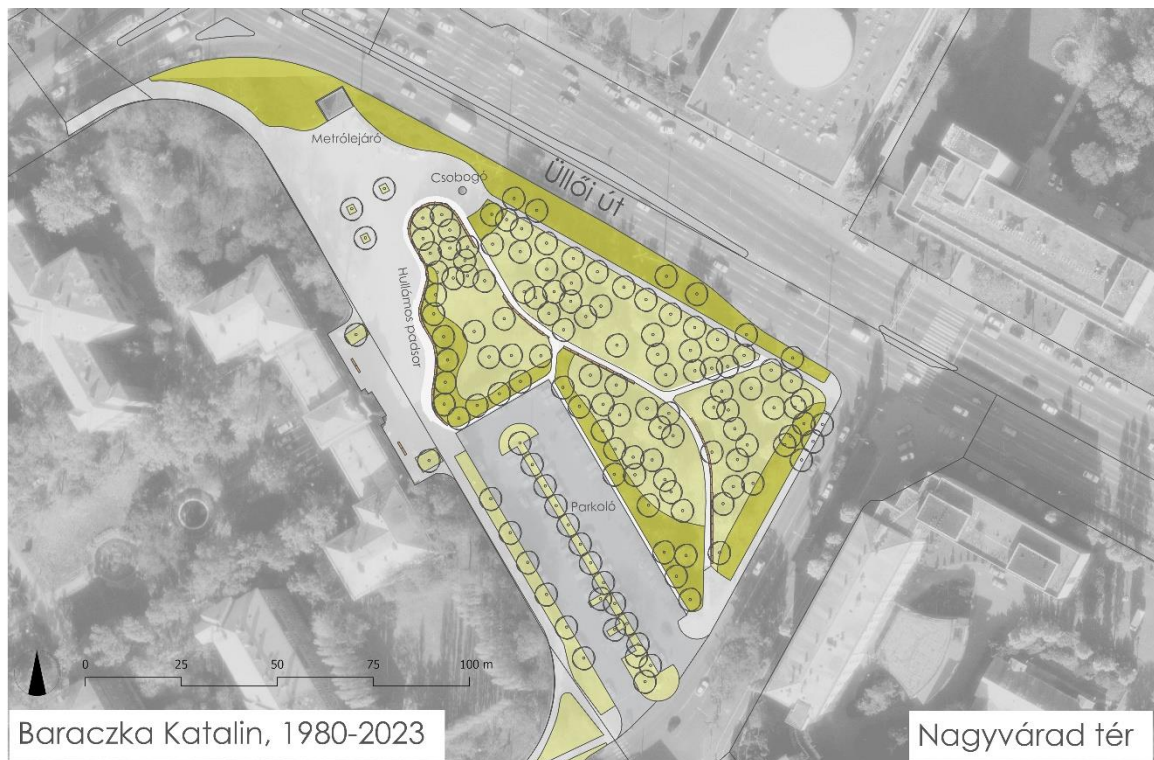 Metrólejáró
Csobogó
Üllői út
Hullámos padsor
Parkoló
0 25 50 75 100 m
Baraczka Katalin, 1980-2023
Nagyvárad tér